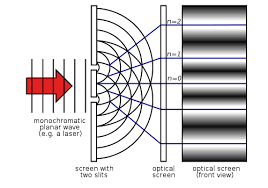 n=2
n=1
n=0
monochromatic
planar wave
(e.g. a laser)
screen with
two slits
optical
screen
optical screen
(front view)